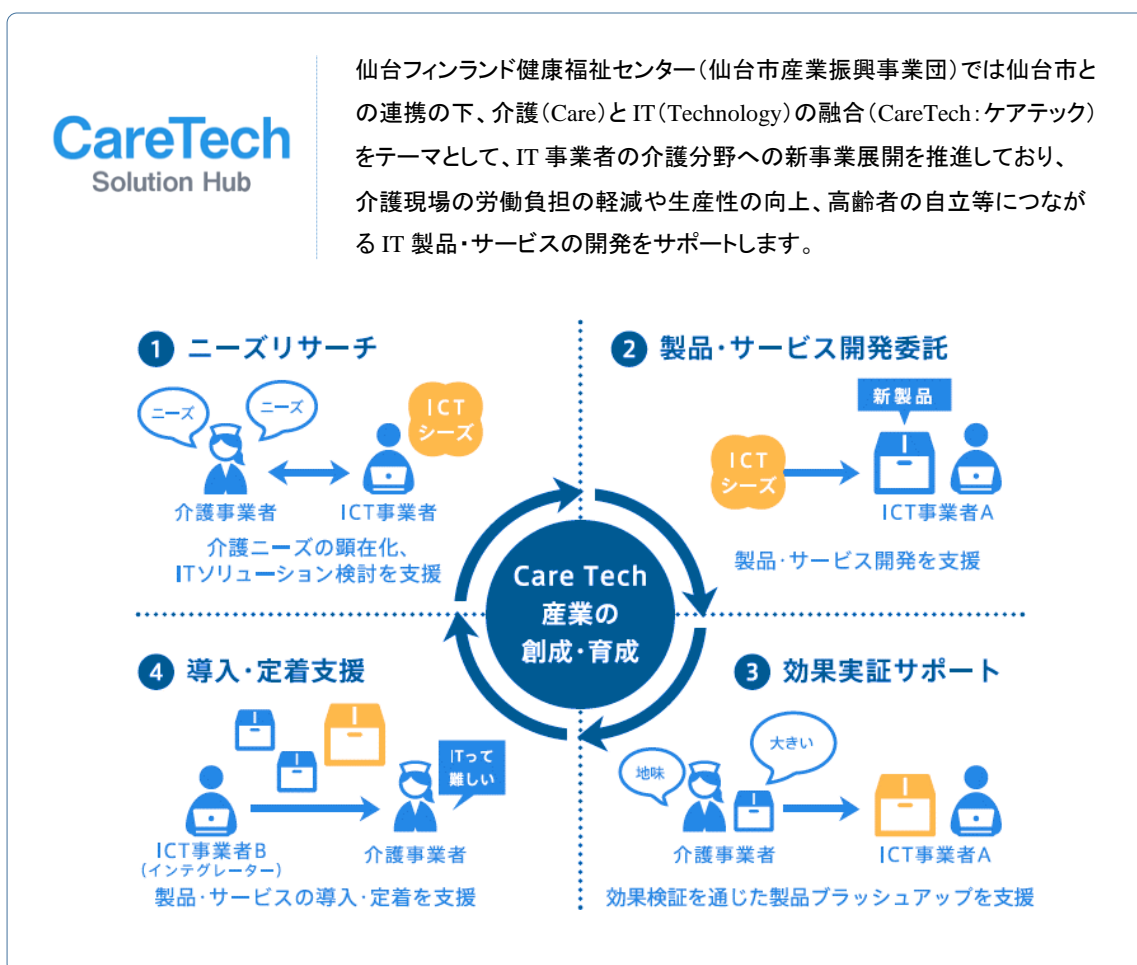 CareTech
Solution Hub
仙台フィンランド健康福祉センター（仙台市産業振興事業団）では仙台市と
の連携の下、介護（Care）と IT（Technology）の融合（CareTech：ケアテック）
をテーマとして、IT 事業者の介護分野への新事業展開を推進しており、
介護現場の労働負担の軽減や生産性の向上、高齢者の自立等につなが
る IT 製品・サービスの開発をサポートします。
1 ニーズリサーチ
ニーズ
ニーズ
ICT
シーズ
介護事業者
ICT事業者
介護ニーズの顕在化、
ITソリューション検討を支援
2 製品・サービス開発委託
新製品
ICT
シーズ
ICT事業者A
製品・サービス開発を支援
Care Tech
産業の
創成・育成
4 導入・定着支援
ITって
難しい
ICT事業者B
（インテグレーター）
介護事業者
製品・サービスの導入・定着を支援
3 効果実証サポート
地味
大きい
介護事業者
ICT事業者A
効果検証を通じた製品ブラッシュアップを支援